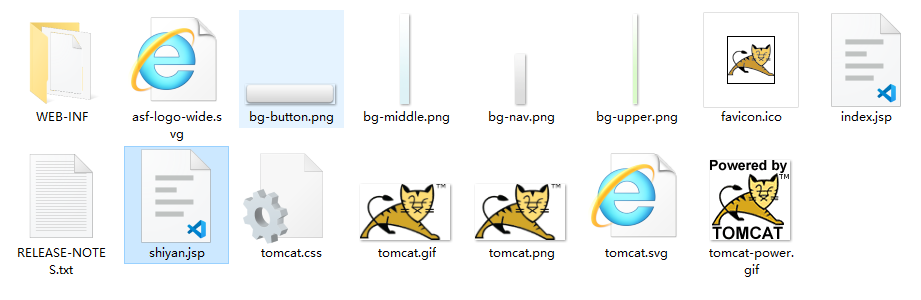 WEB-INF
asf-logo-wide.s
vg
bg-button.png
bg-middle.png
bg-nav.png
bg-upper.png
favicon.ico
index.jsp
RELEASE-NOTE
S.txt
shiyan.jsp
tomcat.css
TM
tomcat.gif
TM
tomcat.png
tomcat.svg
Powered by
TM
TOMCAT
tomcat-power.
gif